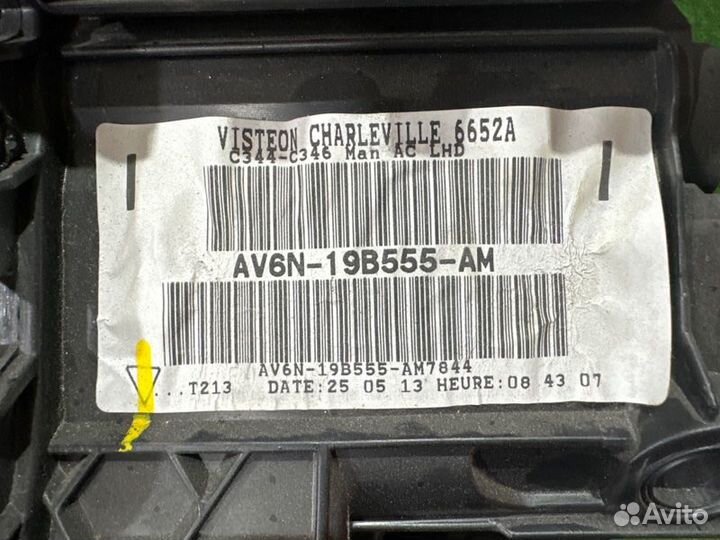 VISTEON CHARLEVILLE 6652A
C344-C346 Man AC LHD
AV6N-19B555-AM
AV6N-19B555-AM7844
...T213 DATE:25 05 13 HEURE:08 43 07
Avito